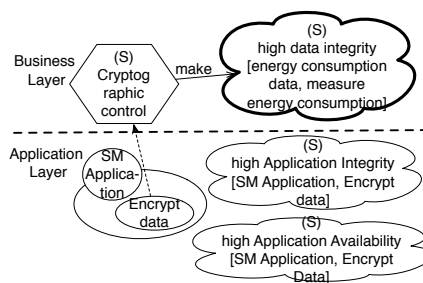 Business
Layer
(S)
Cryptog
raphic
control
make
(S)
high data integrity
[energy consumption
data, measure
energy consumption]
Application
Layer
SM
Applica-
tion
Encrypt
data
(S)
high Application Integrity
[SM Application, Encrypt
data]
(S)
high Application Availability
[SM Application, Encrypt
Data]